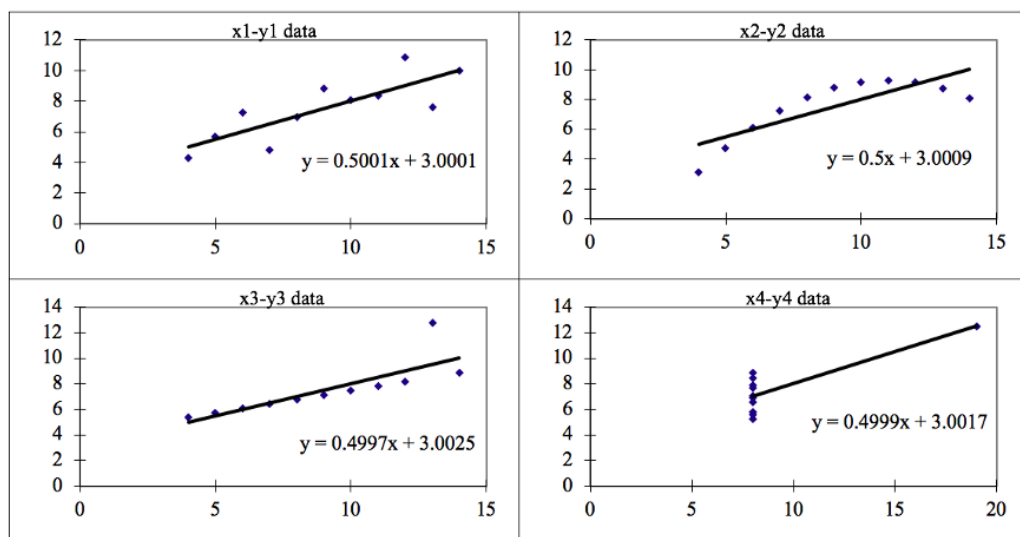 x1-y1 data
12
10
8
6
4
2
0
0 5 10 15
y = 0.5001x + 3.0001
x2-y2 data
12
10
8
6
4
2
0
0 5 10 15
y = 0.5x + 3.0009
x3-y3 data
14
12
10
8
6
4
2
0
0 5 10 15
y = 0.4997x + 3.0025
x4-y4 data
14
12
10
8
6
4
2
0
0 5 10 15 20
y = 0.4999x + 3.0017